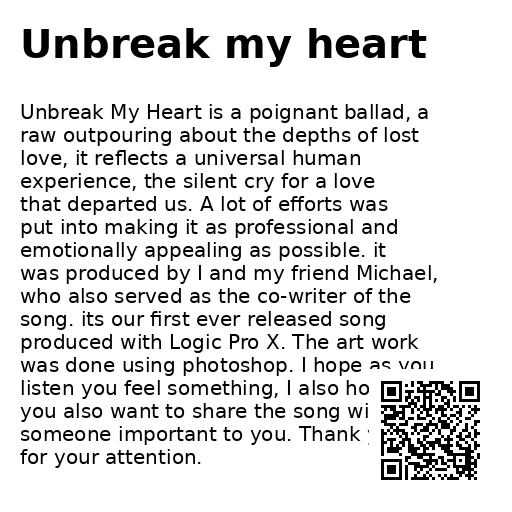 Unbreak my heart
Unbreak My Heart is a poignant ballad, a
raw outpouring about the depths of lost
love, it reflects a universal human
experience, the silent cry for a love
that departed us. A lot of efforts was
put into making it as professional and
emotionally appealing as possible. it
was produced by I and my friend Michael,
who also served as the co-writer of the
song. its our first ever released song
produced with Logic Pro X. The art work
was done using photoshop. I hope as you
listen you feel something, I also
you also want to share the song
someone important to you. Thank
for your attention.